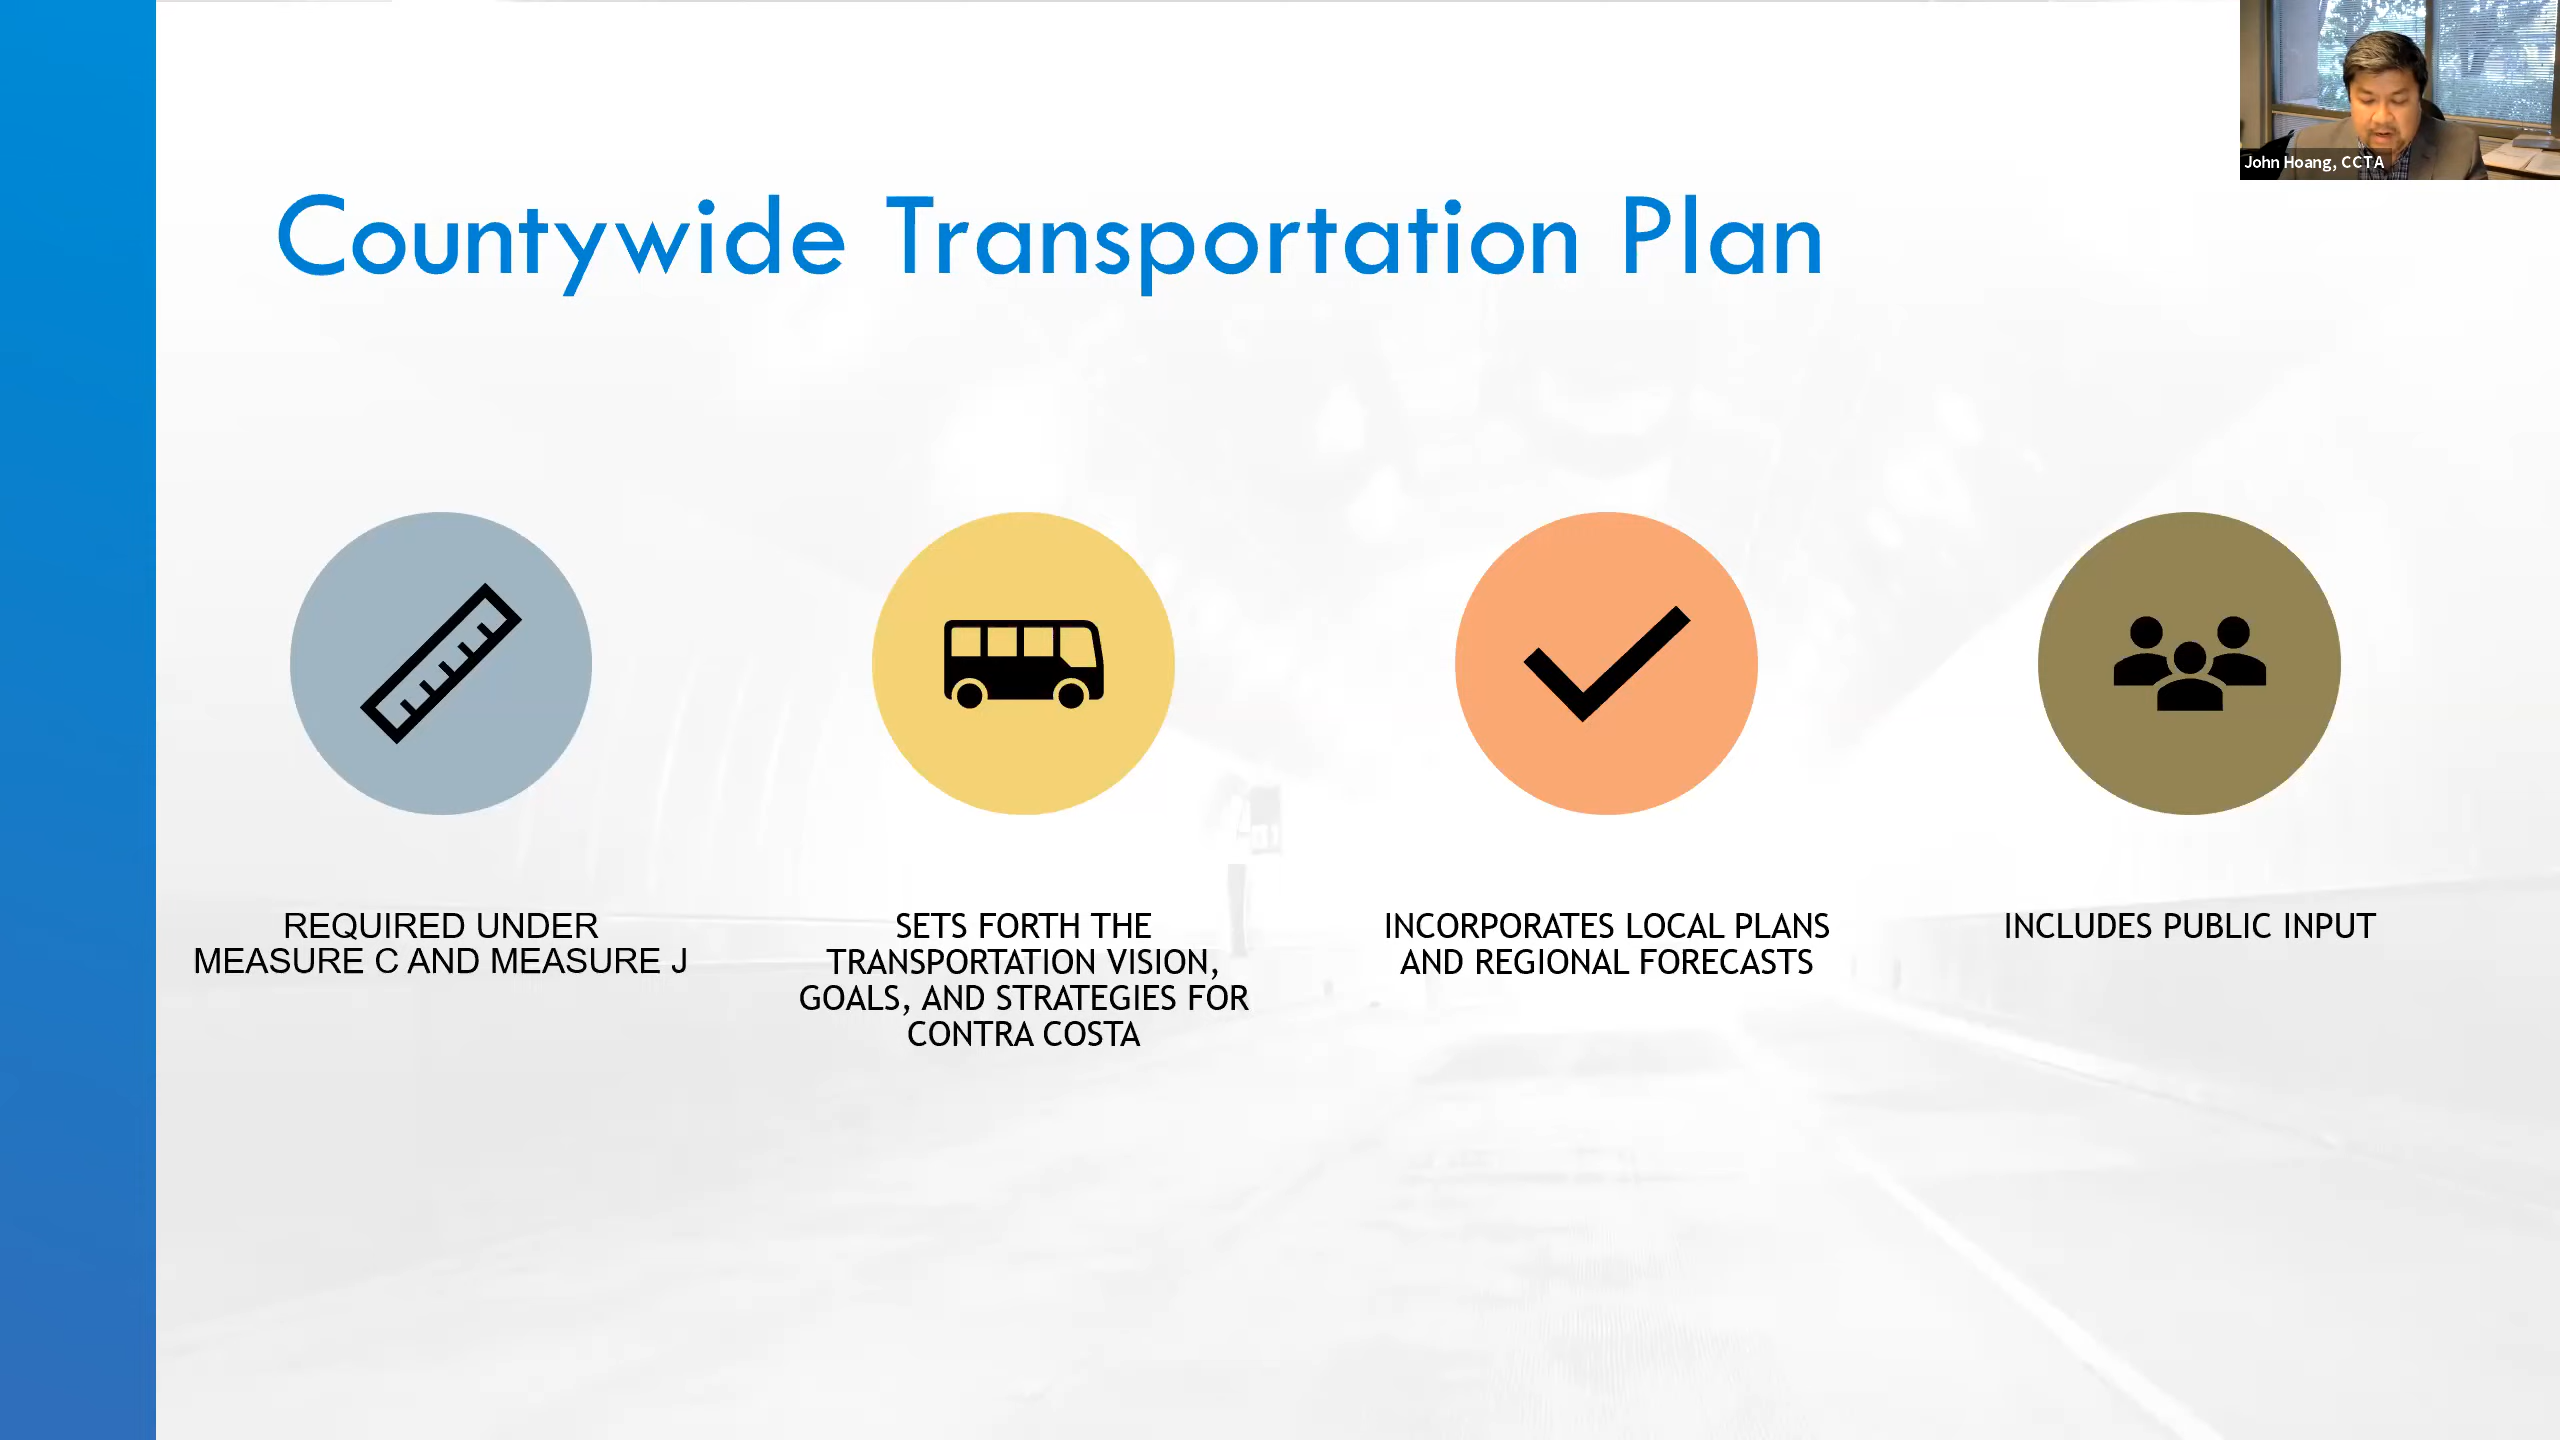 John Hoang, CCTA
Countywide Transportation Plan
REQUIRED UNDER
MEASURE C AND MEASURE J
SETS FORTH THE
TRANSPORTATION VISION,
GOALS, AND STRATEGIES FOR
CONTRA COSTA
INCORPORATES LOCAL PLANS
AND REGIONAL FORECASTS
INCLUDES PUBLIC INPUT